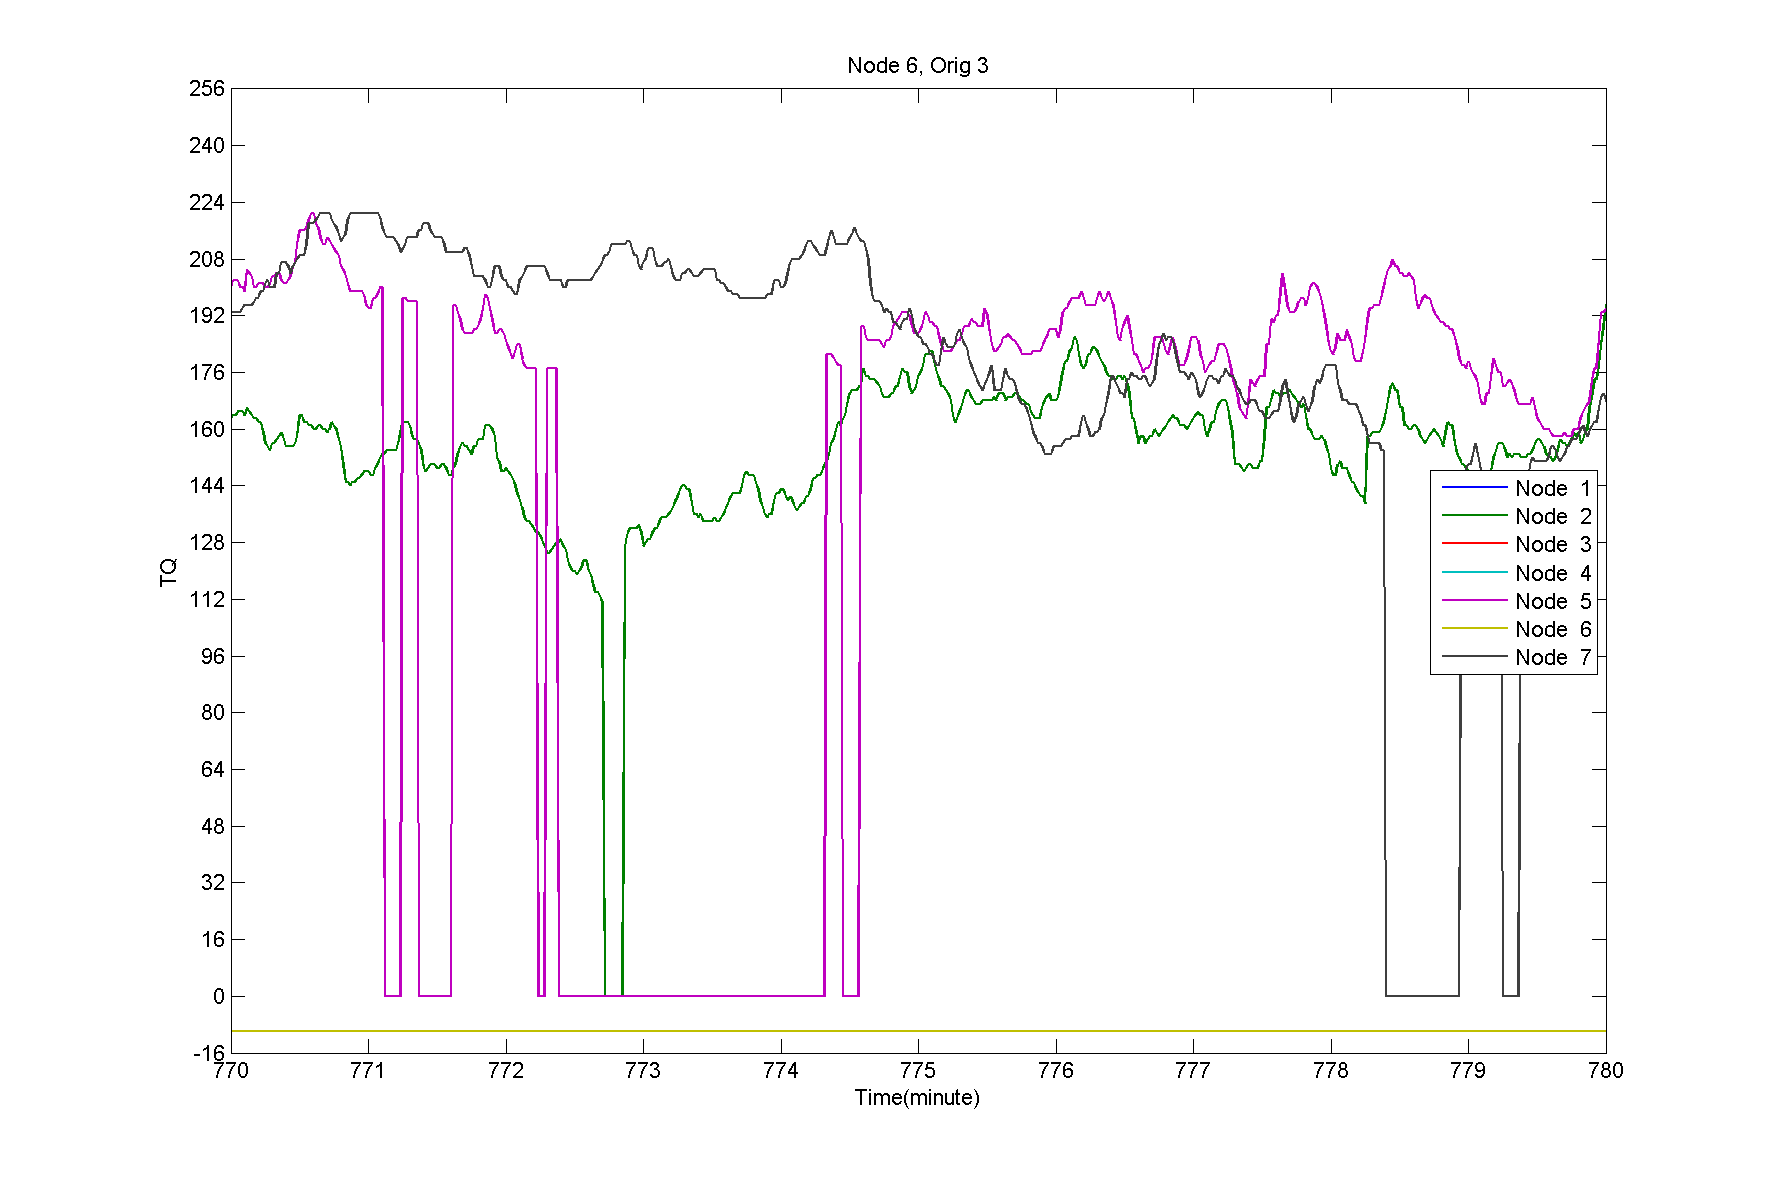 Node 6, Orig 3
256
240
224
208
192
176
160
144
128
112
96
80
64
48
32
16
0
-16
TQ
Node 1
Node 2
Node 3
Node 4
Node 5
Node 6
Node 7
770 771 772 773 774 775 776 777 778 779 780
Time(minute)